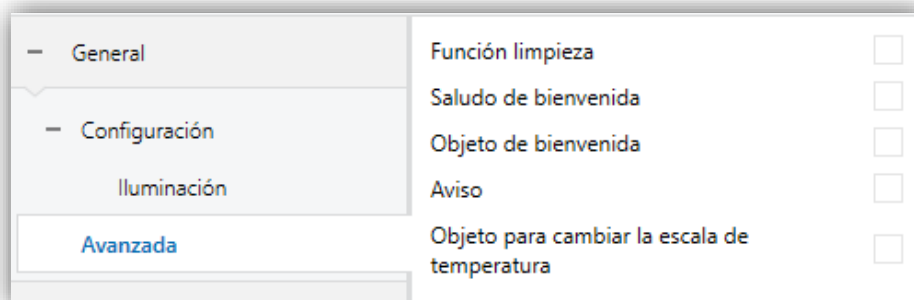 General
Configuración
Iluminación
Avanzada
Función limpieza
Saludo de bienvenida
Objeto de bienvenida
Aviso
Objeto para cambiar la escala de
temperatura